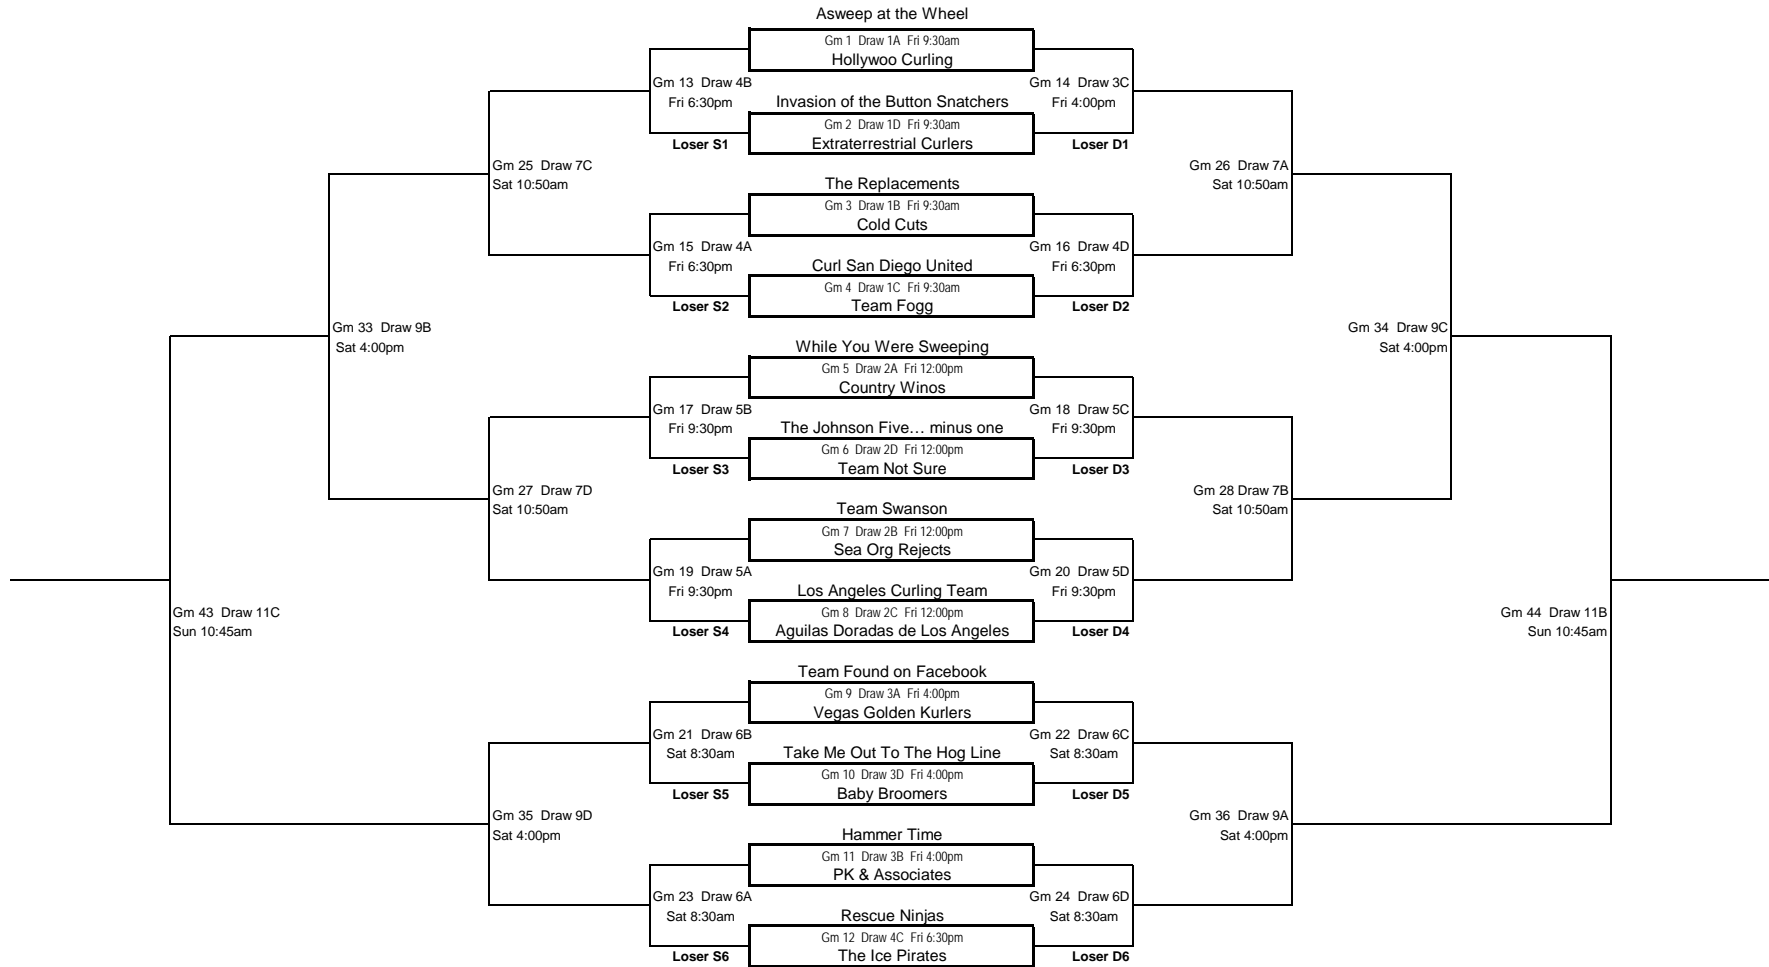 Asweep at the Wheel
Gm 1 Draw 1A Fri 9:30am
Hollywoo Curling
Gm 13 Draw 4B
Fri 6:30pm
Gm 14 Draw 3C
Fri 4:00pm
Invasion of the Button Snatchers
Gm 2 Draw 1D Fri 9:30am
Extraterrestrial Curlers
Loser S1
Loser D1
Gm 25 Draw 7C
Sat 10:50am
Gm 26 Draw 7A
Sat 10:50am
The Replacements
Gm 3 Draw 1B Fri 9:30am
Cold Cuts
Gm 15 Draw 4A
Fri 6:30pm
Gm 16 Draw 4D
Fri 6:30pm
Curl San Diego United
Gm 4 Draw 1C Fri 9:30am
Team Fogg
Loser S2
Loser D2
Gm 33 Draw 9B
Sat 4:00pm
Gm 34 Draw 9C
Sat 4:00pm
While You Were Sweeping
Gm 5 Draw 2A Fri 12:00pm
Country Winos
Gm 17 Draw 5B
Fri 9:30pm
Gm 18 Draw 5C
Fri 9:30pm
The Johnson Five… minus one
Gm 6 Draw 2D Fri 12:00pm
Team Not Sure
Loser S3
Loser D3
Gm 27 Draw 7D
Sat 10:50am
Gm 28 Draw 7B
Sat 10:50am
Team Swanson
Gm 7 Draw 2B Fri 12:00pm
Sea Org Rejects
Gm 19 Draw 5A
Fri 9:30pm
Gm 20 Draw 5D
Fri 9:30pm
Los Angeles Curling Team
Gm 8 Draw 2C Fri 12:00pm
Aguilas Doradas de Los Angeles
Loser S4
Loser D4
Gm 43 Draw 11C
Sun 10:45am
Gm 44 Draw 11B
Sun 10:45am
Team Found on Facebook
Gm 9 Draw 3A Fri 4:00pm
Vegas Golden Kurlers
Gm 21 Draw 6B
Sat 8:30am
Gm 22 Draw 6C
Sat 8:30am
Take Me Out To The Hog Line
Gm 10 Draw 3D Fri 4:00pm
Baby Broomers
Loser S5
Loser D5
Gm 35 Draw 9D
Sat 4:00pm
Gm 36 Draw 9A
Sat 4:00pm
Hammer Time
Gm 11 Draw 3B Fri 4:00pm
PK & Associates
Gm 23 Draw 6A
Sat 8:30am
Gm 24 Draw 6D
Sat 8:30am
Rescue Ninjas
Gm 12 Draw 4C Fri 6:30pm
The Ice Pirates
Loser S6
Loser D6